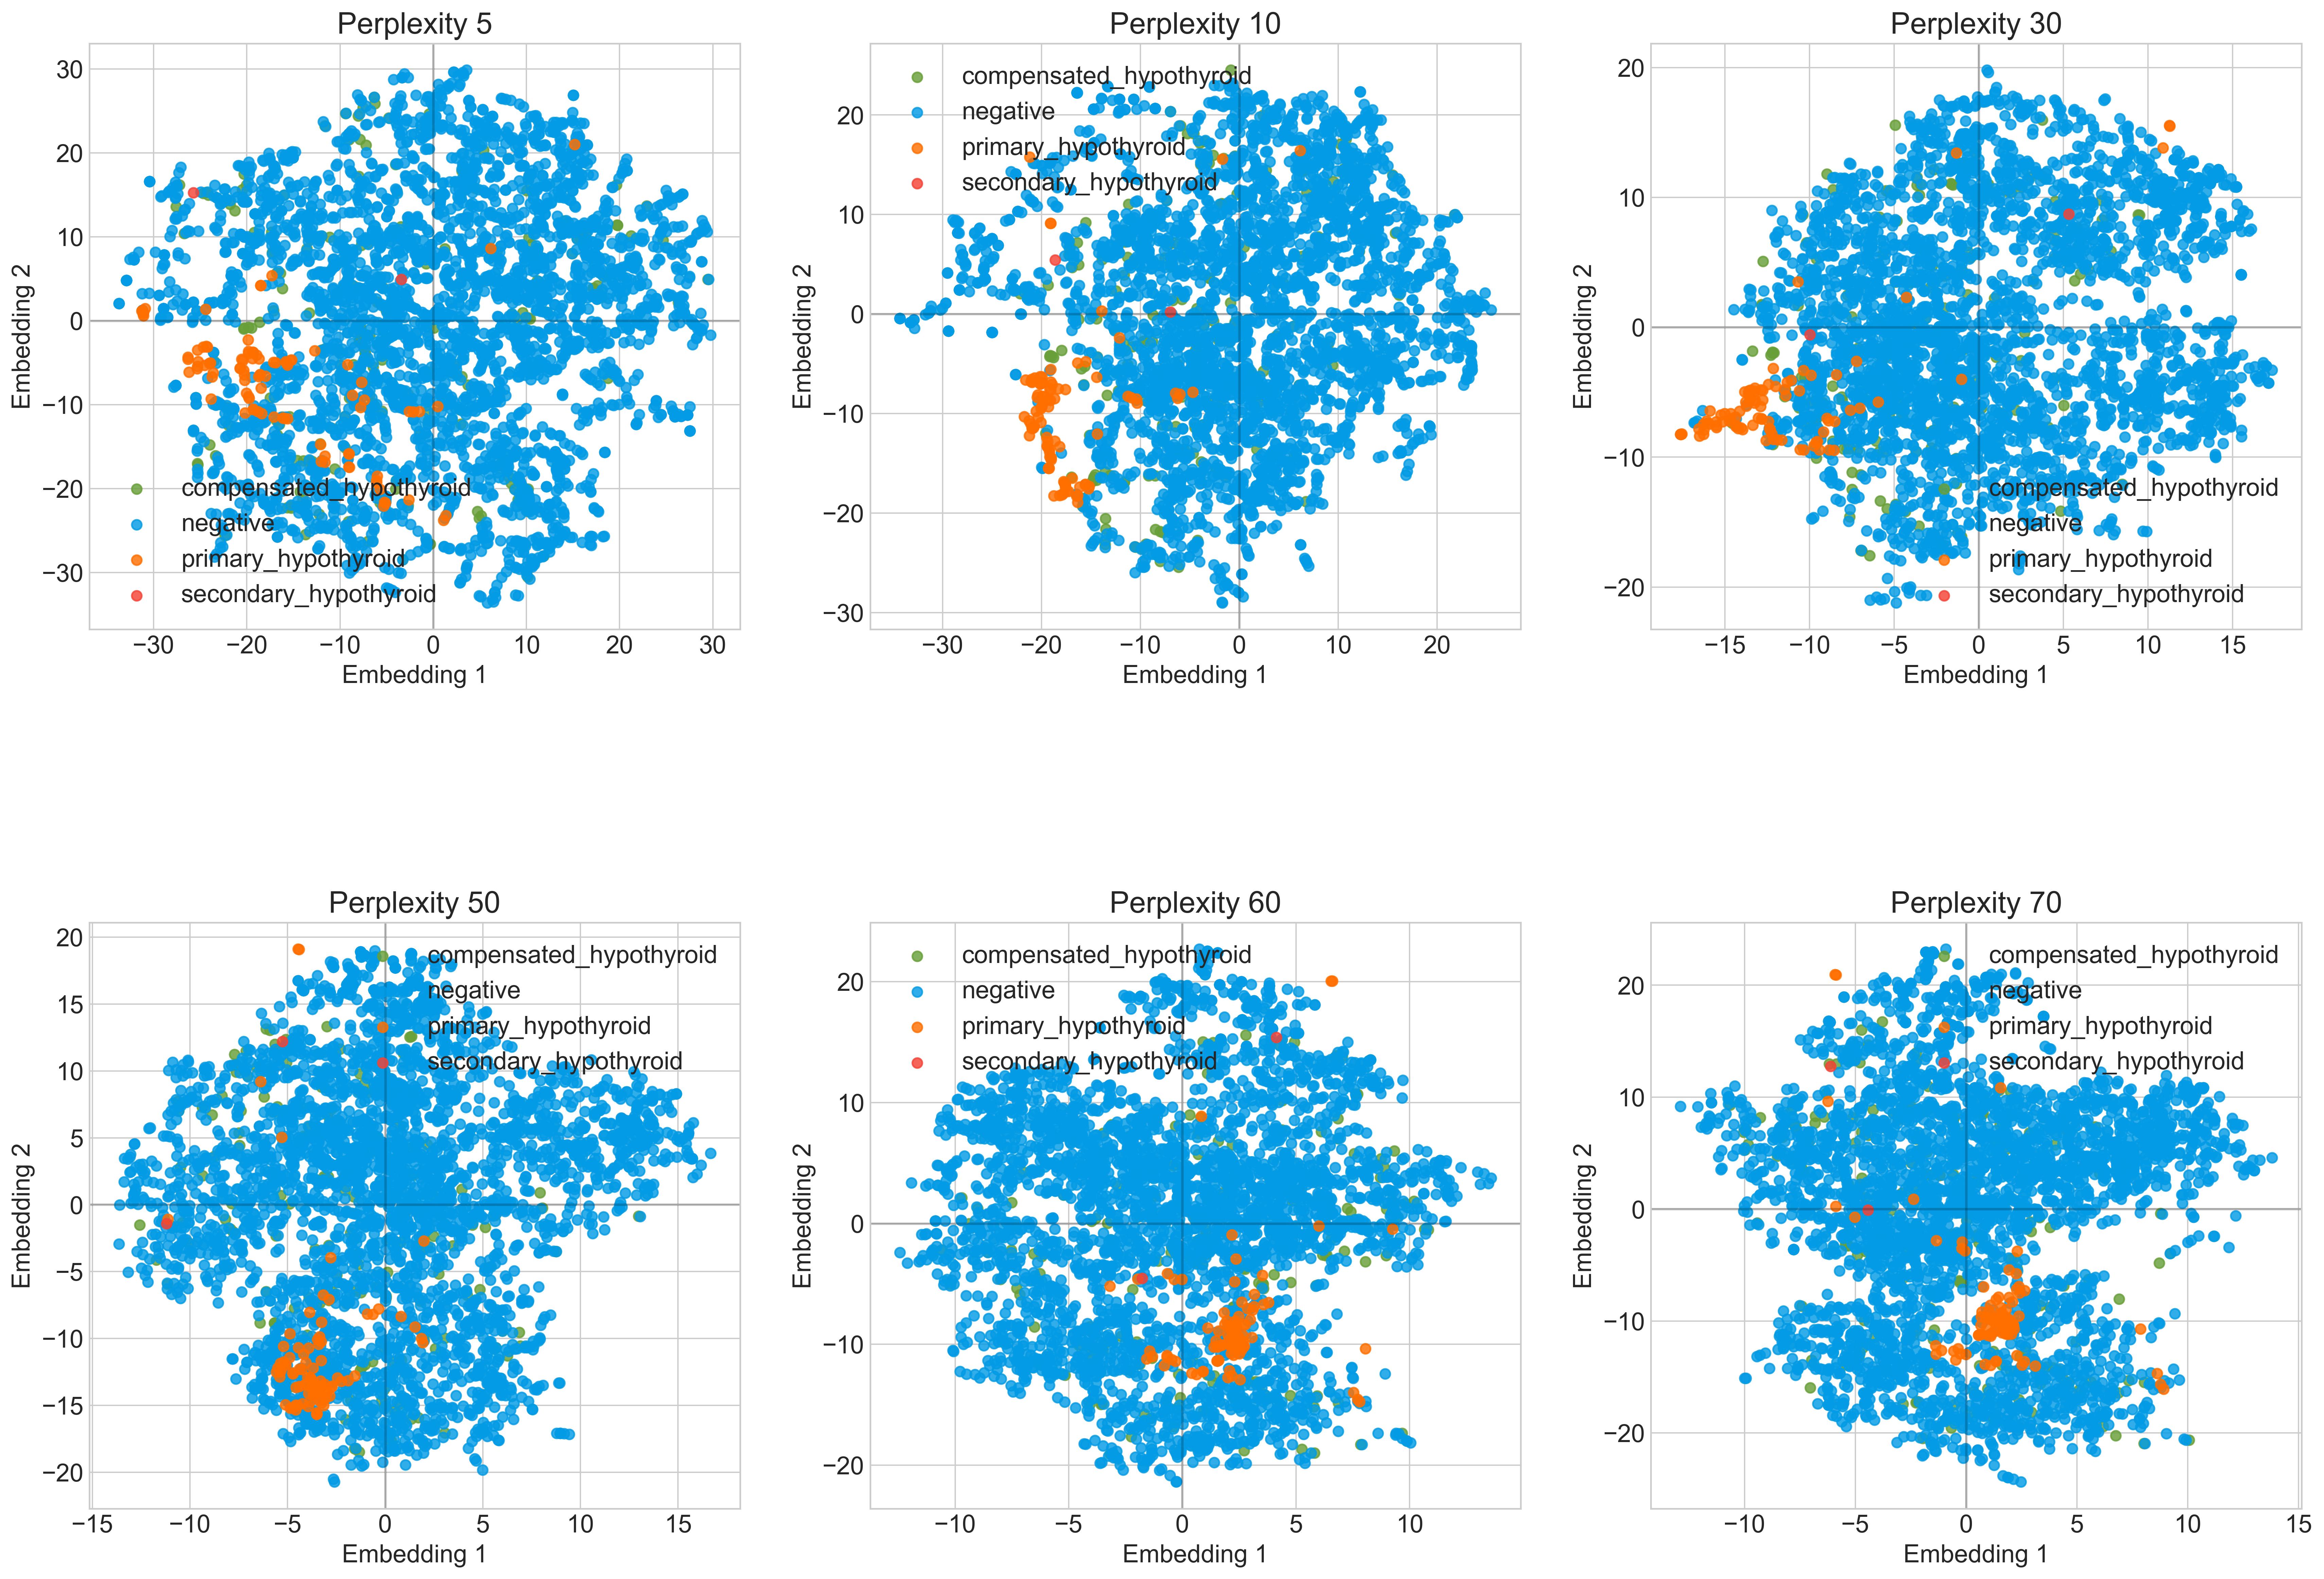 Perplexity 5
30
20
10
0
−10
−20
−30
Embedding 2
compensated_hypothyroid
negative
primary_hypothyroid
secondary_hypothyroid
−30 −20 −10 0 10 20 30
Embedding 1
Perplexity 10
20
10
0
−10
−20
−30
Embedding 2
compensated_hypothyroid
negative
primary_hypothyroid
secondary_hypothyroid
−30 −20 −10 0 10 20
Embedding 1
Perplexity 30
20
10
0
−10
−20
Embedding 2
compensated_hypothyroid
negative
primary_hypothyroid
secondary_hypothyroid
−15 −10 −5 0 5 10 15
Embedding 1
Perplexity 50
20
15
10
5
0
−5
−10
−15
−20
Embedding 2
compensated_hypothyroid
negative
primary_hypothyroid
secondary_hypothyroid
−15 −10 −5 0 5 10 15
Embedding 1
Perplexity 60
20
10
0
−10
−20
Embedding 2
compensated_hypothyroid
negative
primary_hypothyroid
secondary_hypothyroid
−10 −5 0 5 10
Embedding 1
Perplexity 70
20
10
0
−10
−20
Embedding 2
compensated_hypothyroid
negative
primary_hypothyroid
secondary_hypothyroid
−10 −5 0 5 10 15
Embedding 1